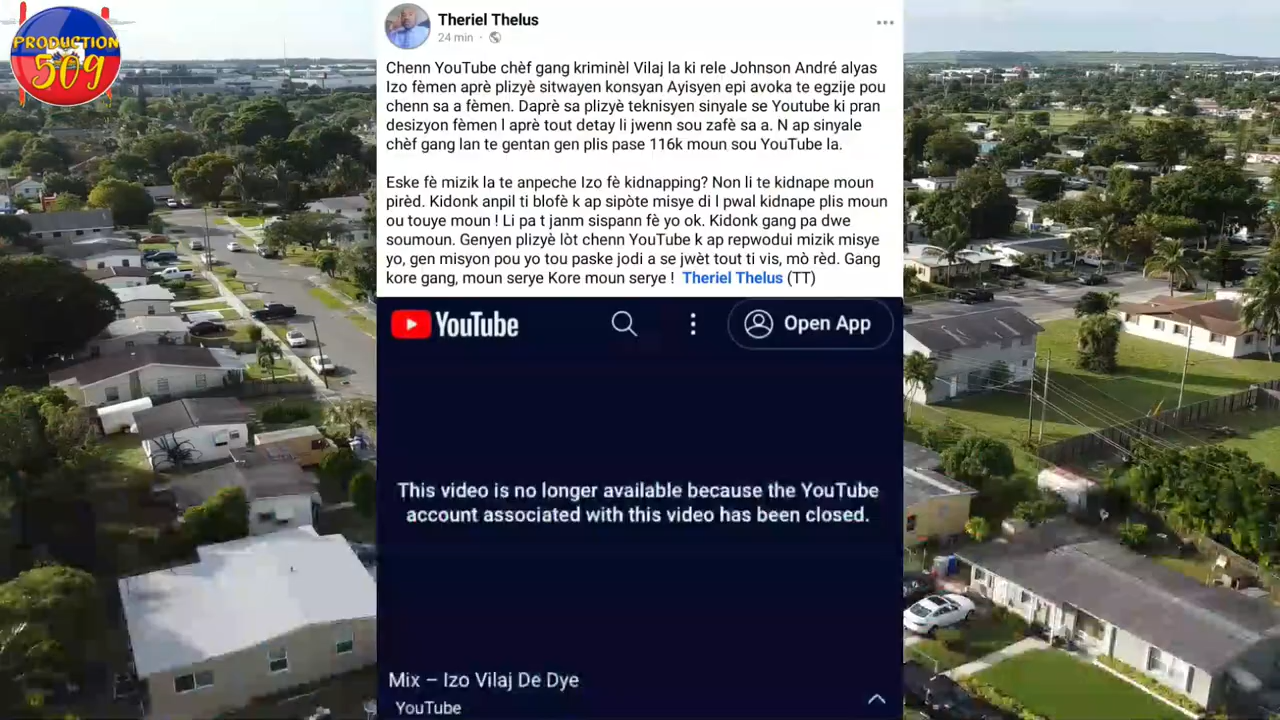 PRODUCTION
509
Theriel Thelus
24 min ·
Chenn YouTube chèf gang kriminèl Vilaj la ki rele Johnson André alyas
Izo fèmen aprè plizyè sitwayen konsyan Ayisyen epi avoka te egzije pou
chenn sa a fèmen. Daprè sa plizyè teknisyen sinyale se Youtube ki pran
desizyon fèmen l aprè tout detay li jwenn sou zafè sa a. N ap sinyale
chèf gang lan te gentan gen plis pase 116k moun sou YouTube la.
Eske fè mizik la te anpeche Izo fè kidnapping? Non li te kidnape moun
pirèd. Kidonk anpil ti blofè k ap sipòte misye di l pwal kidnape plis moun
ou touye moun ! Li pa t janm sispann fè yo ok. Kidonk gang pa dwe
soumoun. Genyen plizyè lòt chenn YouTube k ap repwodui mizik misye
yo, gen misyon pou yo tou paske jodi a se jwèt tout ti vis, mò rèd. Gang
kore gang, moun serye Kore moun serye ! Theriel Thelus (TT)
YouTube
Open App
This video is no longer available because the YouTube
account associated with this video has been closed.
Mix – Izo Vilaj De Dye
YouTube